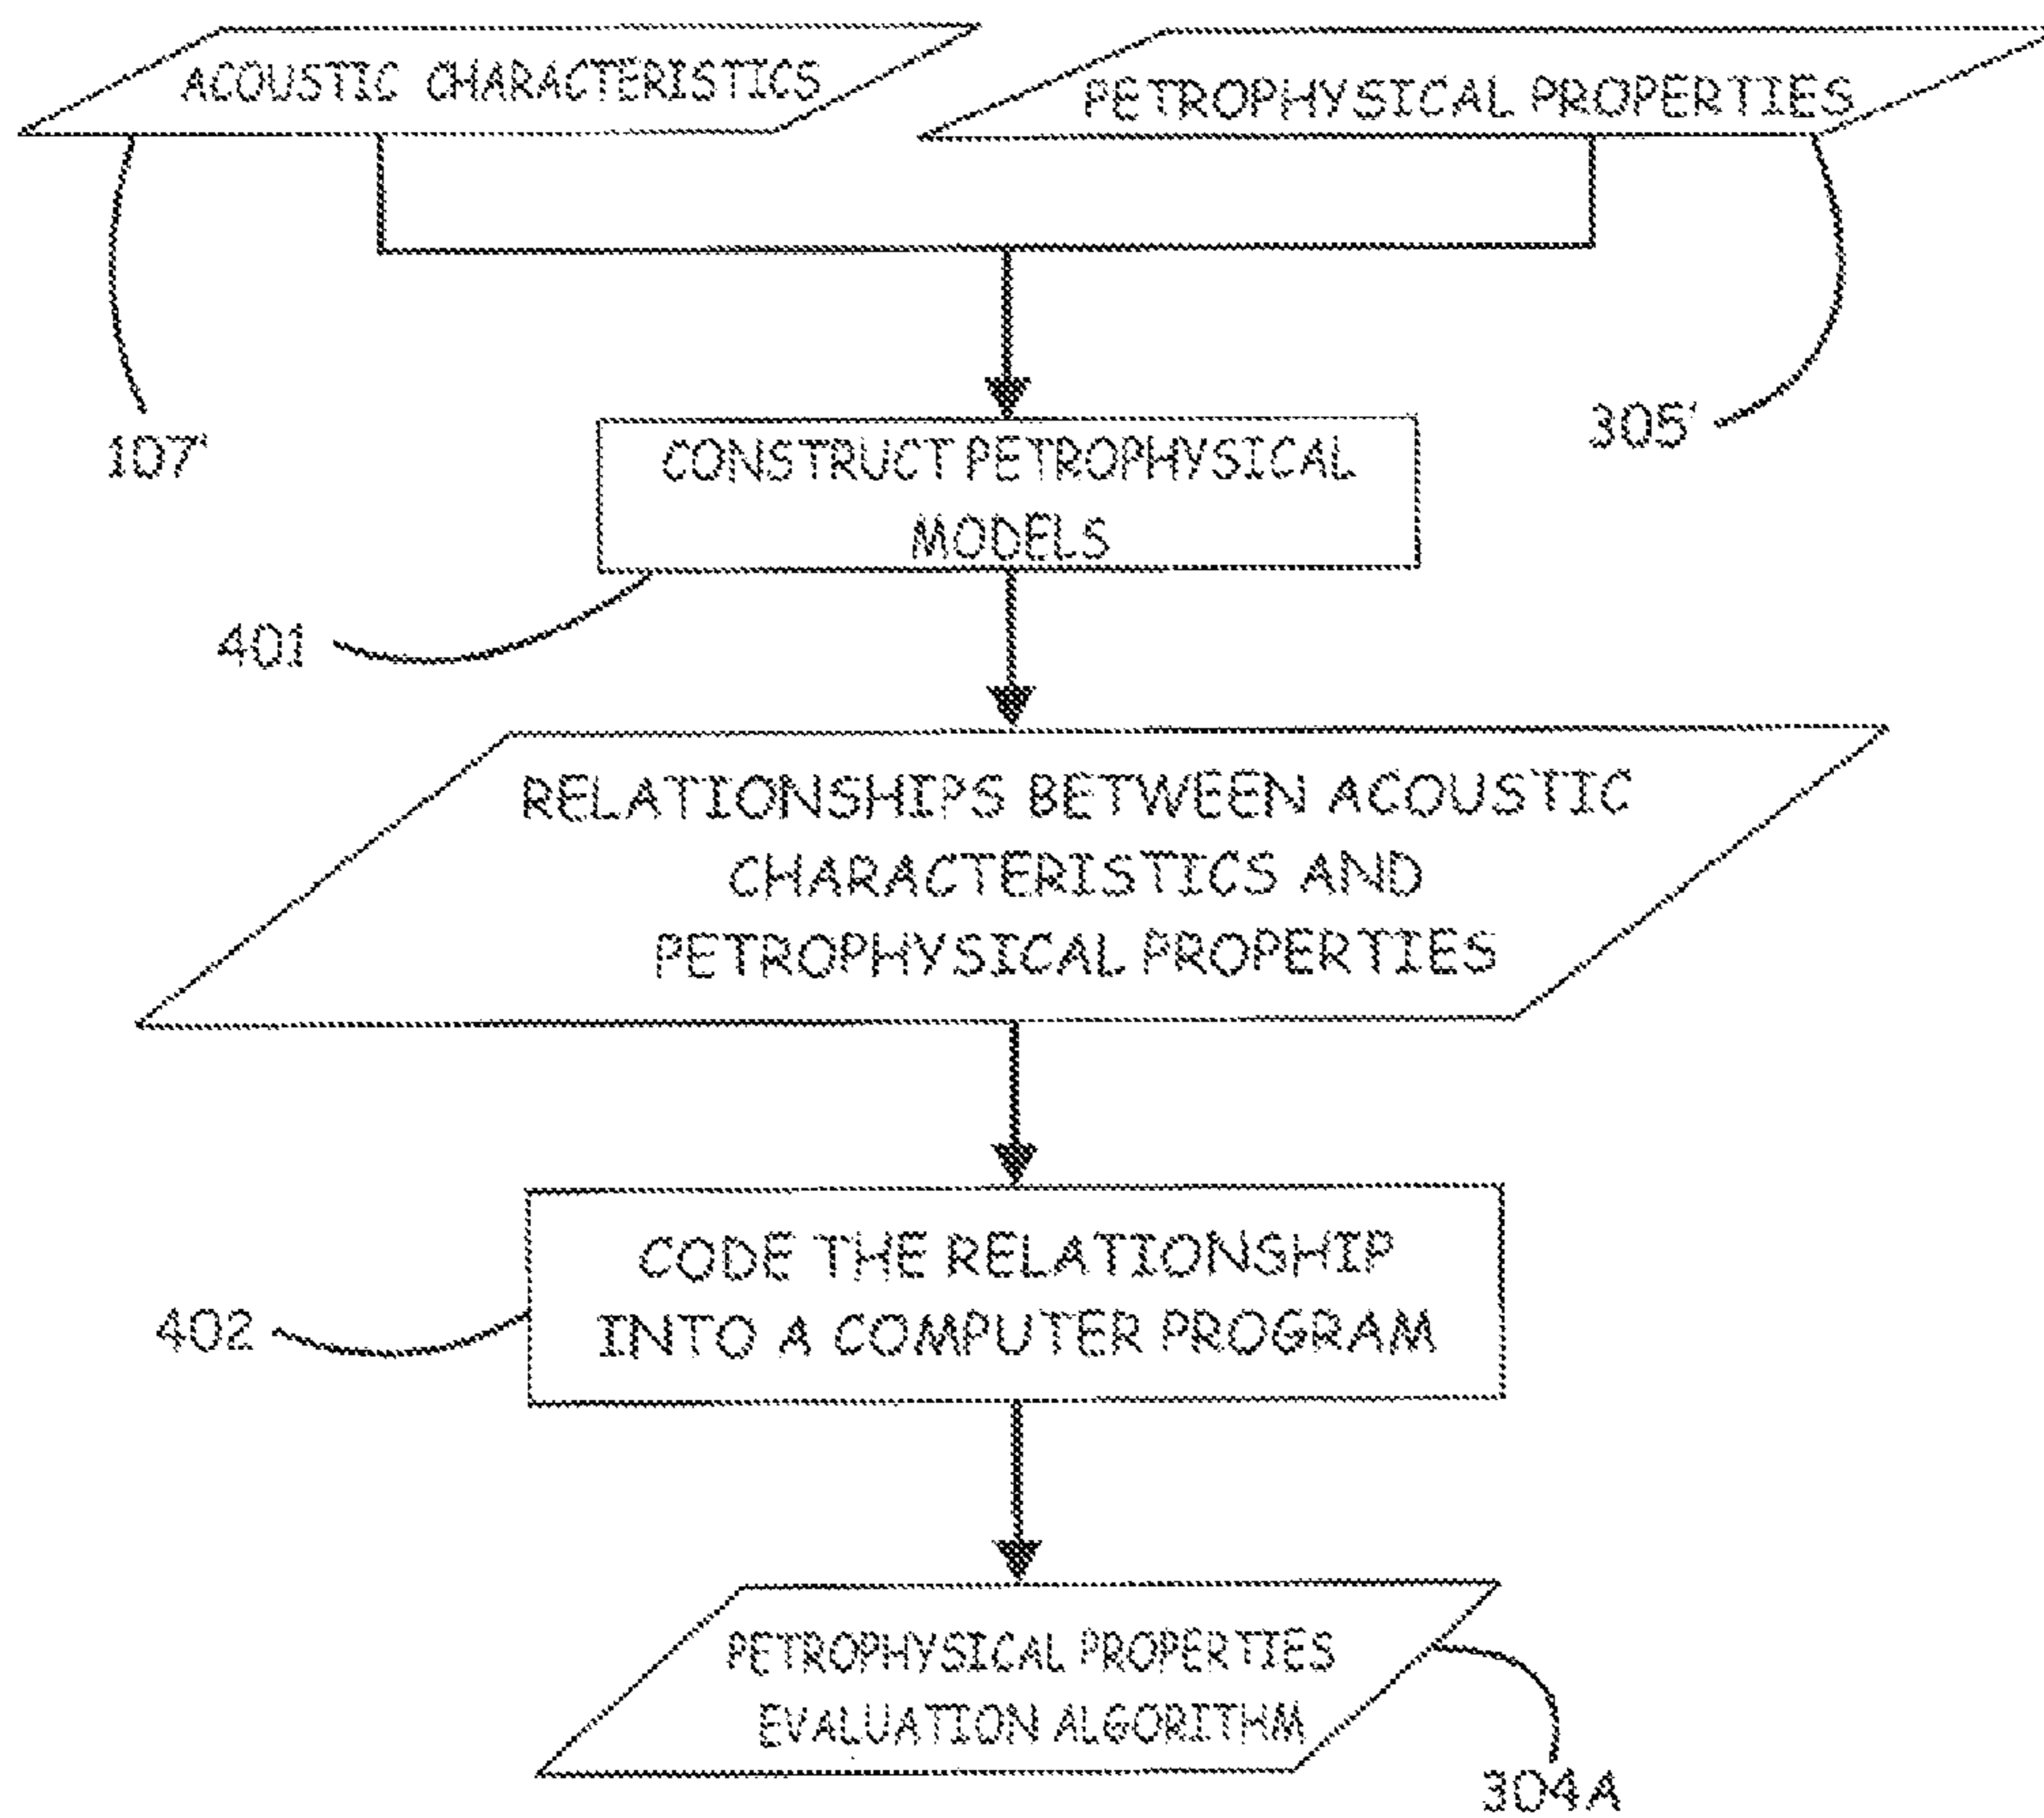 ACOUSTIC CHARACTERISTICS
PETROPHYSICAL PROPERTIES
107'
305'
CONSTRUCT PETROPHYSICAL
MODELS
401
RELATIONSHIPS BETWEEN ACOUSTIC
CHARACTERISTICS AND
PETROPHYSICAL PROPERTIES
CODE THE RELATIONSHIP
INTO A COMPUTER PROGRAM
402
PETROPHYSICAL PROPERTIES
EVALUATION ALGORITHM
304A